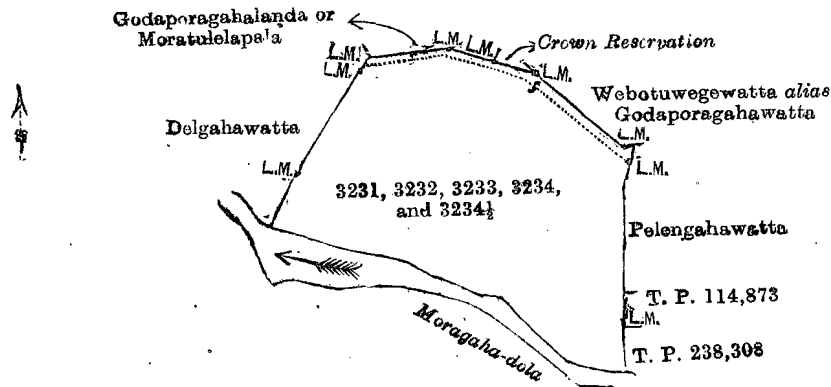 Godaporagahalanda or
Moratulelapala
L.M.
L.M.
L.M.
L.M.
Crown Reservation
L.M.
Webotuwegewatta alias
Godaporagahawatta
L.M.
L.M.
Delgahawatta
L.M.
3231, 3232, 3233, 3234,
and 3234½
Pelengahawatta
T. P. 114,873
L.M.
T. P. 238,308
Moragaha-dola